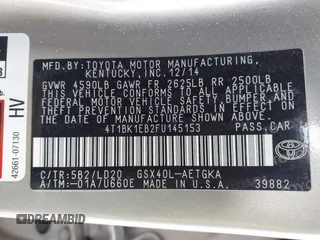 MFD BY:TOYOTA MOTOR MANUFACTURING,
KENTUCKY,INC.12/14
GVWR 4590LB GAWR FR 2625LB RR 2500LB
THIS VEHICLE CONFORMS TO ALL APPLICABLE
FEDERAL MOTOR VEHICLE SAFETY, BUMPER, AND
THEFT PREVENTION STANDARDS IN EFFECT ON
THE DATE OF MANUFACTURE SHOWN ABOVE.
4T1BK1EB2FU145153
PASS. CAR
C/TR:5B2/LD20 GSX40L-AETGKA
A/TM:-01A/U660E MADE IN U.S.A. 39882
TOYOTA
HV
42661-07130
AUTOBIDMASTER